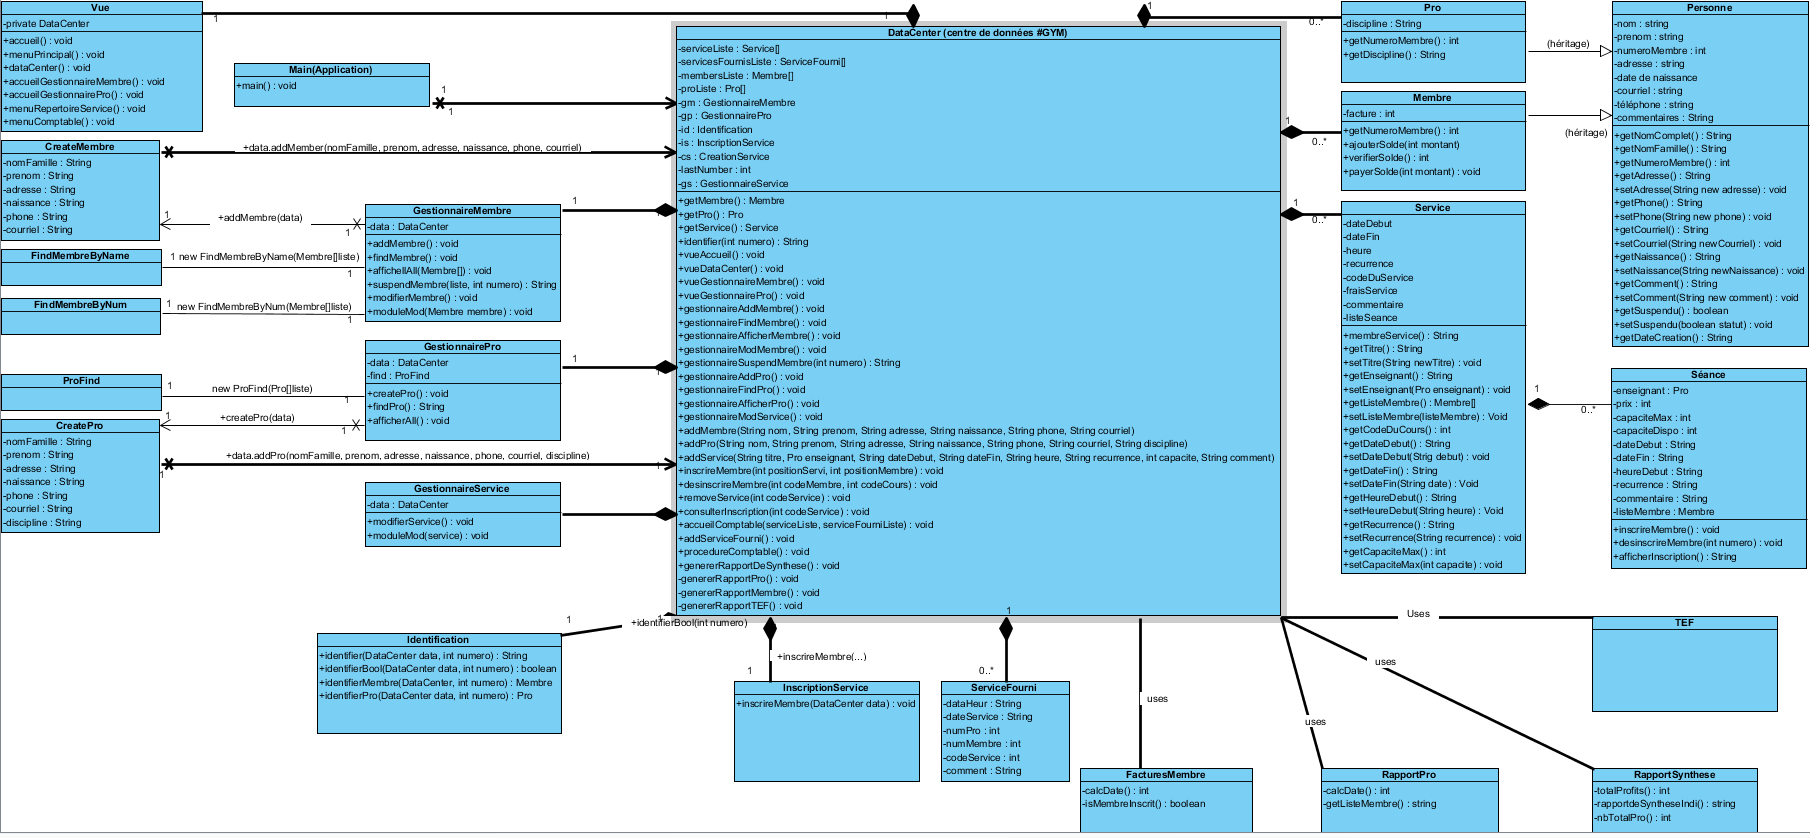 Vue
-private DataCenter
+accueil() : void
+menuPrincipal() : void
+dataCenter() : void
+accueilGestionnaireMembre() : void
+accueilGestionnairePro() : void
+menuRepertoireService() : void
+menuComptable() : void
1
1
Main(Application)
+main() : void
1
1
CreateMembre
-nomFamille : String
-prenom : String
-adresse : String
-naissance : String
-phone : String
-courriel : String
+data.addMember(nomFamille, prenom, adresse, naissance, phone, courriel)
1
+addMembre(data)
1
GestionnaireMembre
-data : DataCenter
+addMembre() : void
+findMembre() : void
+affichellAll(Membre[]) : void
+suspendMembre(liste, int numero) : String
+modifierMembre() : void
+moduleMod(Membre membre) : void
1
FindMembreByName
1 new FindMembreByName(Membre[]liste)
1
FindMembreByNum
1 new FindMembreByNum(Membre[]liste)
1
GestionnairePro
-data : DataCenter
-find : ProFind
+createPro() : void
+findPro() : String
+afficherAll() : void
1
ProFind
1
new ProFind(Pro[]liste)
1
CreatePro
-nomFamille : String
-prenom : String
-adresse : String
-naissance : String
-phone : String
-courriel : String
-discipline : String
1
+createPro(data)
1
+data.addPro(nomFamille, prenom, adresse, naissance, phone, courriel, discipline)
1
GestionnaireService
-data : DataCenter
+modifierService() : void
+moduleMod(service) : void
DataCenter (centre de données #GYM)
-serviceListe : Service[]
-servicesFournisListe : ServiceFourni[]
-membersListe : Membre[]
-proListe : Pro[]
-gm : GestionnaireMembre
-gp : GestionnairePro
-id : Identification
-is : InscriptionService
-cs : CreationService
-lastNumber : int
-gs : GestionnaireService
+getMembre() : Membre
+getPro() : Pro
+getService() : Service
+identifier(int numero) : String
+vueAccueil() : void
+vueDataCenter() : void
+vueGestionnaireMembre() : void
+vueGestionnairePro() : void
+gestionnaireAddMembre() : void
+gestionnaireFindMembre() : void
+gestionnaireAfficherMembre() : void
+gestionnaireModMembre() : void
+gestionnaireSuspendMembre(int numero) : String
+gestionnaireAddPro() : void
+gestionnaireFindPro() : void
+gestionnaireAfficherPro() : void
+gestionnaireModService() : void
+addMembre(String nom, String prenom, String adresse, String naissance, String phone, String courriel)
+addPro(String nom, String prenom, String adresse, String naissance, String phone, String courriel, String discipline)
+addService(String titre, Pro enseignant, String dateDebut, String dateFin, String heure, String recurrence, int capacite, String comment)
+inscrireMembre(int positionServi, int positionMembre) : void
+desinscrireMembre(int codeMembre, int codeCours) : void
+removeService(int codeService) : void
+consulterInscription(int codeService) : void
+accueilComptable(serviceListe, serviceFourniListe) : void
+addServiceFourni() : void
+procedureComptable() : void
+genererRapportDeSynthese() : void
-genererRapportPro() : void
-genererRapportMembre() : void
-genererRapportTEF() : void
1
0..*
Pro
-discipline : String
+getNumeroMembre() : int
+getDiscipline() : String
(héritage)
1
0..*
Membre
-facture : int
+getNumeroMembre() : int
+ajouterSolde(int montant)
+verifierSolde() : int
+payerSolde(int montant) : void
(héritage)
Personne
-nom : string
-prenom : string
-numeroMembre : int
-adresse : string
-date de naissance
-courriel : string
-téléphone : string
-commentaires : String
+getNomComplet() : String
+getNomFamille() : String
+getNumeroMembre() : int
+getAdresse() : String
+setAdresse(String new adresse) : void
+getPhone() : String
+setPhone(String new phone) : void
+getCourriel() : String
+setCourriel(String newCourriel) : void
+getNaissance() : String
+setNaissance(String newNaissance) : void
+getComment() : String
+setComment(String new comment) : void
+getSuspendu() : boolean
+setSuspendu(boolean statut) : void
+getDateCreation() : String
1
0..*
Service
-dateDebut
-dateFin
-heure
-recurrence
-codeDuService
-fraisService
-commentaire
-listeSeance
+membreService() : String
+getTitre() : String
+setTitre(String newTitre) : void
+getEnseignant() : String
+setEnseignant(Pro enseignant) : void
+getListeMembre() : Membre[]
+setListeMembre(listeMembre) : Void
+getCodeDuCours() : int
+getDateDebut() : String
+setDateDebut(Strig debut) : void
+getDateFin() : String
+setDateFin(String date) : Void
+getHeureDebut() : String
+setHeureDebut(String heure) : Void
+getRecurrence() : String
+setRecurrence(String recurrence) : void
+getCapaciteMax() : int
+setCapaciteMax(int capacite) : void
1
0..*
Séance
-enseignant : Pro
-prix : int
-capaciteMax : int
-capaciteDispo : int
-dateDebut : String
-dateFin : String
-heureDebut : String
-recurrence : String
-commentaire : String
-listeMembre : Membre
+inscrireMembre() : void
+desinscrireMembre(int numero) : void
+afficherInscription() : String
1
+identifierBool(int numero)
Identification
+identifier(DataCenter data, int numero) : String
+identifierBool(DataCenter data, int numero) : boolean
+identifierMembre(DataCenter, int numero) : Membre
+identifierPro(DataCenter data, int numero) : Pro
+inscrireMembre(...)
1
InscriptionService
+inscrireMembre(DataCenter data) : void
1
0..*
ServiceFourni
-dataHeur : String
-dateService : String
-numPro : int
-numMembre : int
-codeService : int
-comment : String
uses
FacturesMembre
-calcDate() : int
-isMembreInscrit() : boolean
uses
RapportPro
-calcDate() : int
-getListeMembre() : string
uses
RapportSynthese
-totalProfits() : int
-rapportdeSyntheseIndi() : string
-nbTotalPro() : int
Uses
TEF